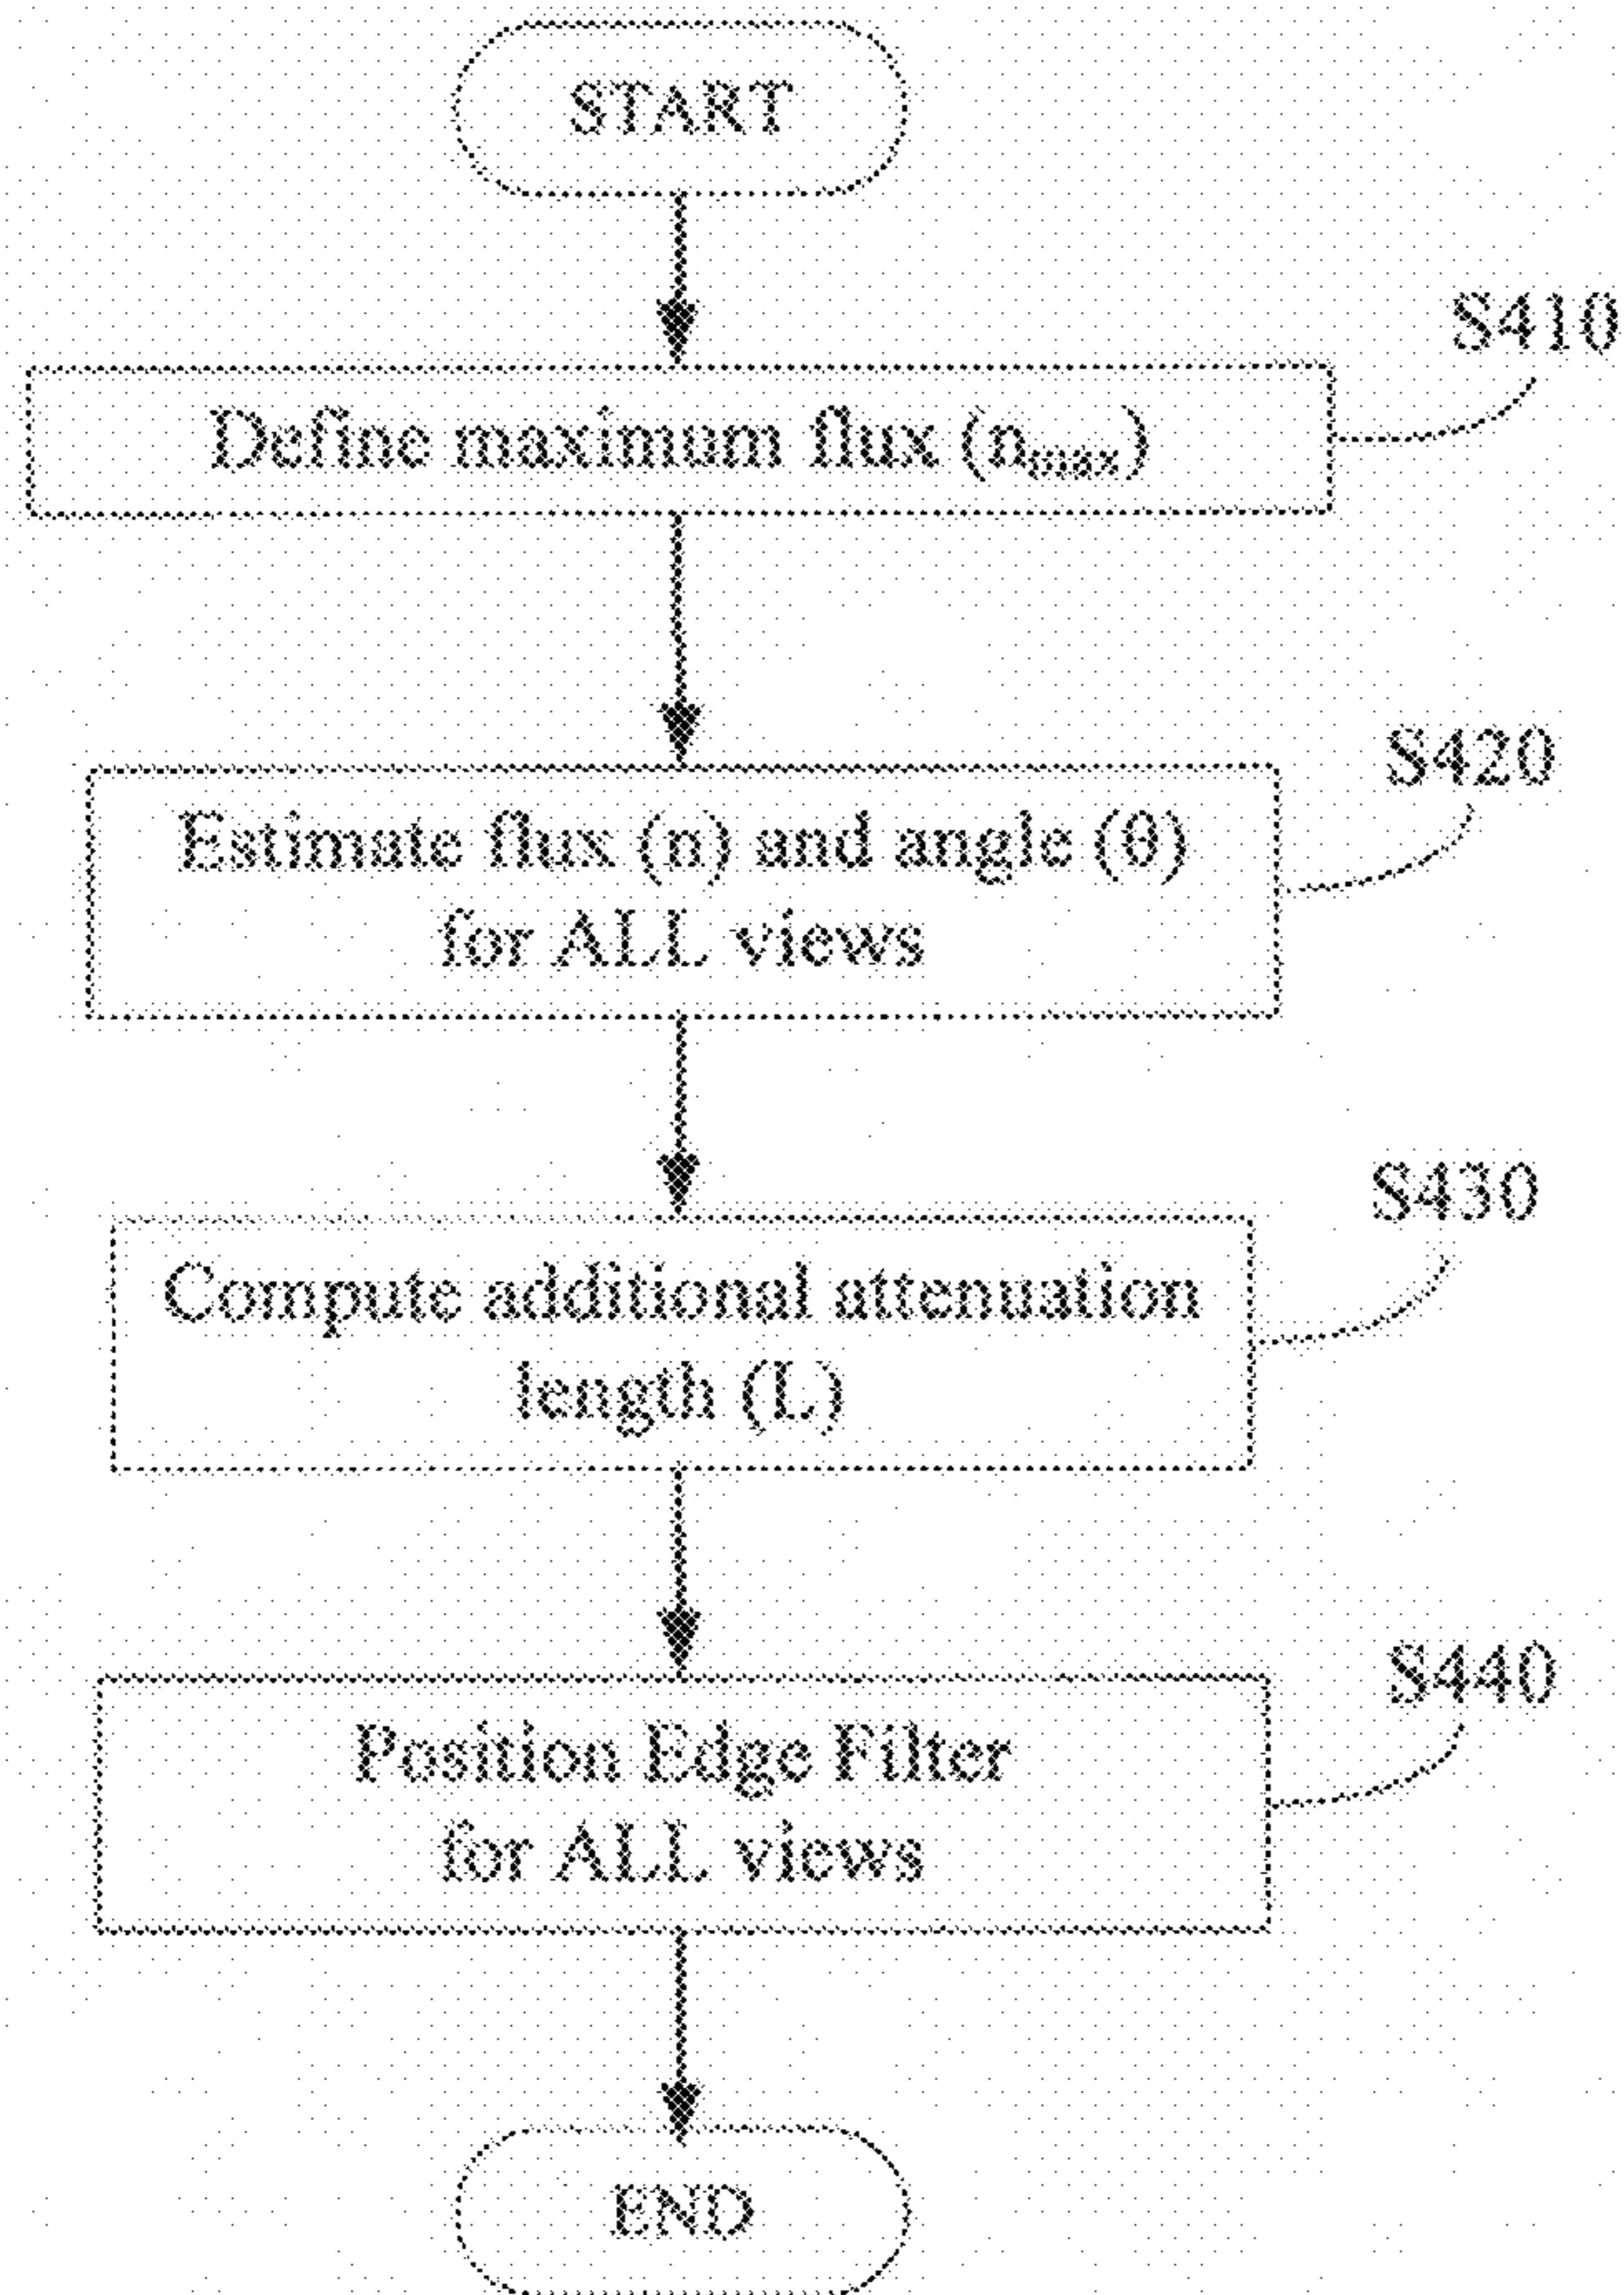 START
S410
Define maximum flux (nmax)
S420
Estimate flux (n) and angle (θ)
for ALL views
S430
Compute additional attenuation
length (L)
S440
Position Edge Filter
for ALL views
END